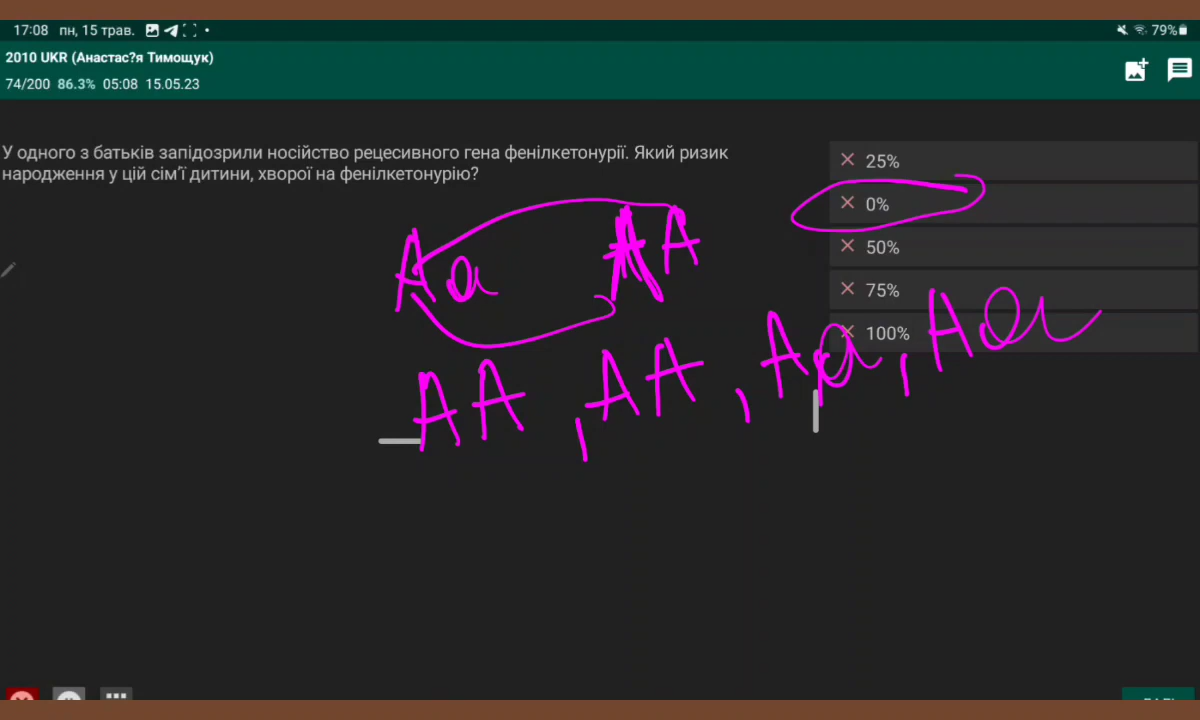 17:08 пн, 15 трав. 79%
2010 UKR (Анастас?я Тимощук)
74/200 86.3% 05:08 15.05.23
У одного з батьків запідозрили носійство рецесивного гена фенілкетонурії. Який ризик
народження у цій сім'ї дитини, хворої на фенілкетонурію?
25%
0%
50%
75%
100%
Aa AA
AA, AA, Aa, Aa